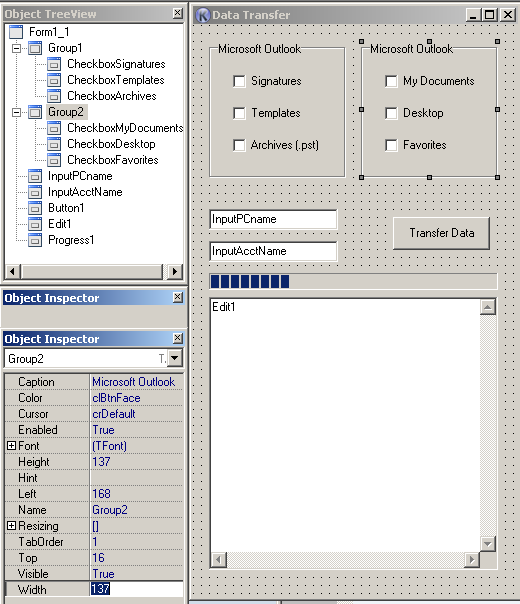 Object TreeView
Form1_1
Group1
CheckboxSignatures
CheckboxTemplates
CheckboxArchives
Group2
CheckboxMyDocuments
CheckboxDesktop
CheckboxFavorites
InputPCname
InputAcctName
Button1
Edit1
Progress1
Object Inspector
Object Inspector
Group2 T.
Caption Microsoft Outlook
Color clBtnFace
Cursor crDefault
Enabled True
Font (TFont)
Height 137
Hint
Left 168
Name Group2
Resizing []
TabOrder 1
Top 16
Visible True
Width 137
K Data Transfer
Microsoft Outlook
Signatures
Templates
Archives (.pst)
Microsoft Outlook
My Documents
Desktop
Favorites
InputPCname
InputAcctName
Transfer Data
Edit1